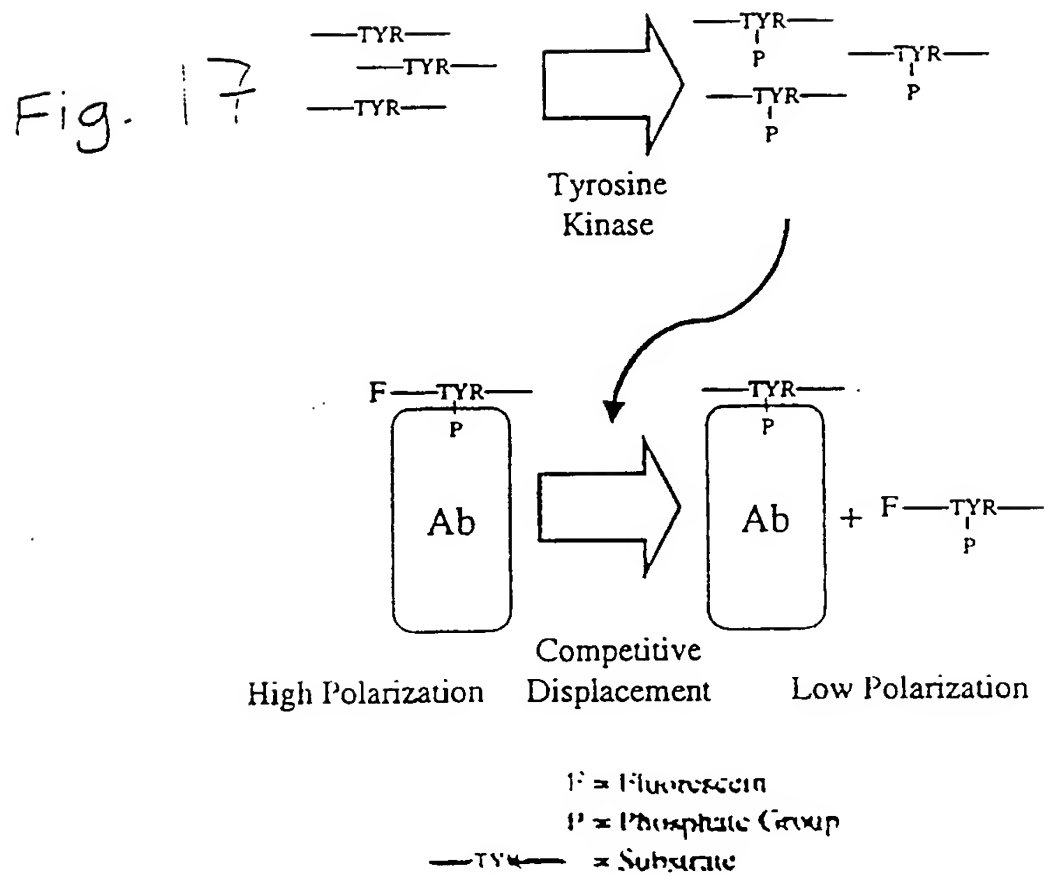 Fig. 17
TYR
TYR
TYR
Tyrosine
Kinase
TYR
P
TYR
P
TYR
P
F TYR
P
Ab
TYR
P
Ab
+ F TYR
P
High Polarization
Competitive
Displacement
Low Polarization
F = Fluorescein
P = Phosphate Group
TYR = Substrate